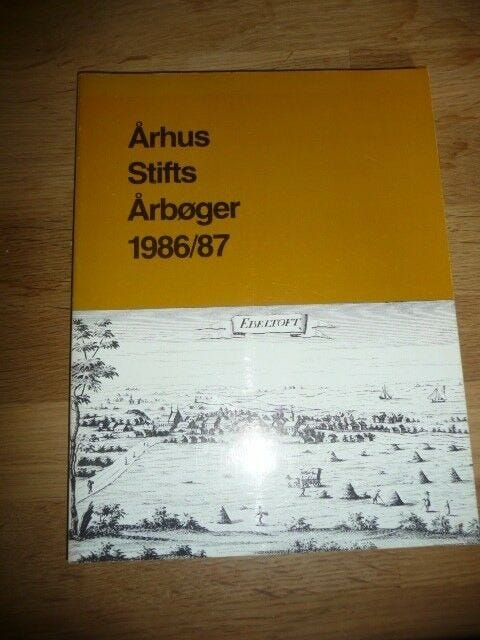 Århus
Stifts
Årbøger
1986/87
EBELTOFT